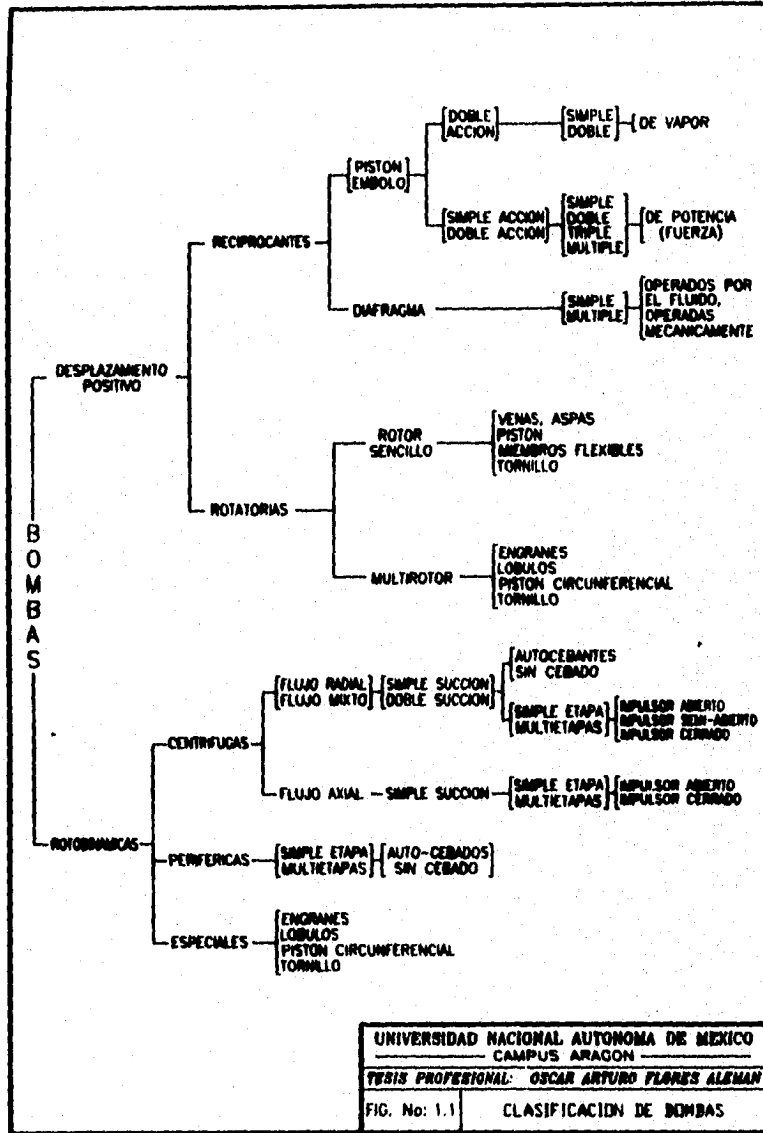 DOBLE
ACCION
SIMPLE
DOBLE
DE VAPOR
PISTON
EMBOLO
SIMPLE ACCION
DOBLE ACCION
SIMPLE
DOBLE
TRIPLE
MULTIPLE
DE POTENCIA
(FUERZA)
RECIPROCANTES
DIAFRAGMA
SIMPLE
MULTIPLE
OPERADOS POR
EL FLUIDO,
OPERADAS
MECANICAMENTE
DESPLAZAMIENTO
POSITIVO
ROTOR
SENCILLO
VENAS, ASPAS
PISTON
MIEMBROS FLEXIBLES
TORNILLO
ROTATORIAS
MULTIROTOR
ENGRANES
LOBULOS
PISTON CIRCUNFERENCIAL
TORNILLO
BOMBAS
AUTOCEBANTES
SIN CEBADO
FLUJO RADIAL
FLUJO MIXTO
SIMPLE SUCCION
DOBLE SUCCION
SIMPLE ETAPA
MULTIETAPAS
IMPULSOR ABIERTO
IMPULSOR SEMI-ABIERTO
IMPULSOR CERRADO
CENTRIFUGAS
FLUJO AXIAL
SIMPLE SUCCION
SIMPLE ETAPA
MULTIETAPAS
IMPULSOR ABIERTO
IMPULSOR CERRADO
ROTODINAMICAS
PERIFERICAS
SIMPLE ETAPA
MULTIETAPAS
AUTO-CEBADOS
SIN CEBADO
ESPECIALES
ENGRANES
LOBULOS
PISTON CIRCUNFERENCIAL
TORNILLO
UNIVERSIDAD NACIONAL AUTONOMA DE MEXICO
CAMPUS ARAGON
TESIS PROFESIONAL: OSCAR ARTURO FLORES ALEMAN
FIG. No: 1.1
CLASIFICACION DE BOMBAS